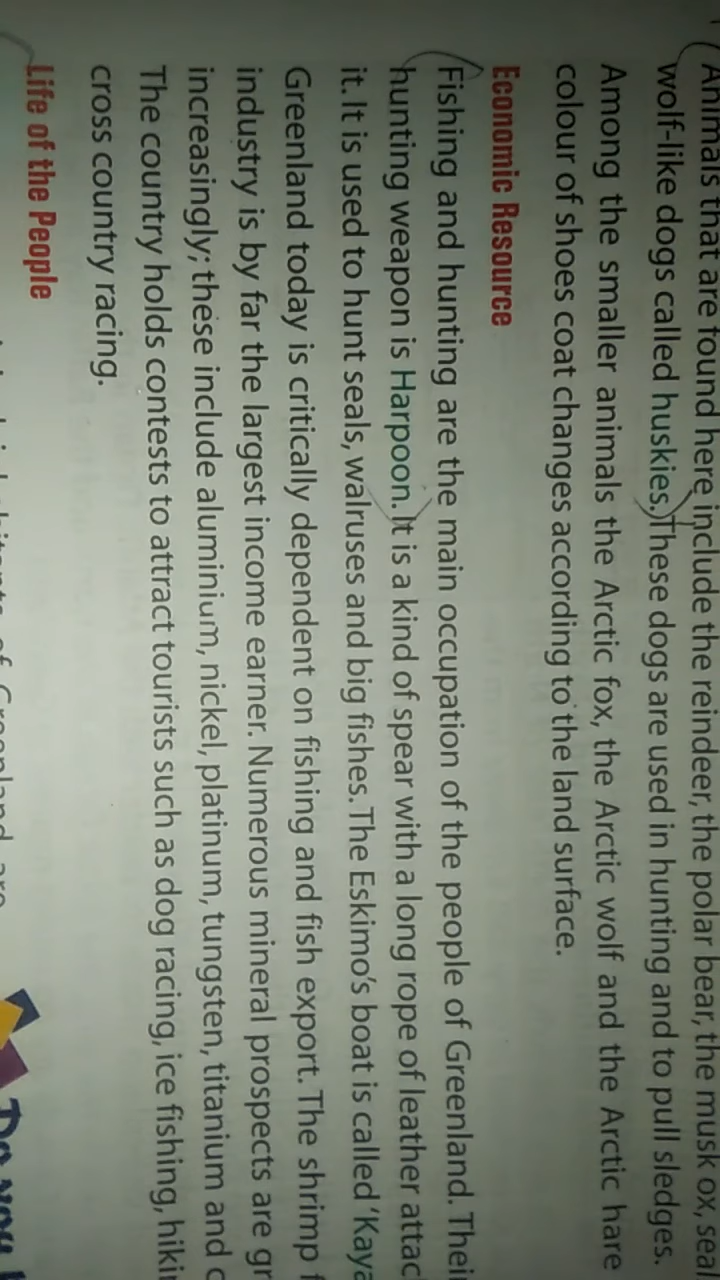 Animals that are found here include the reindeer, the polar bear, the musk ox, seal
wolf-like dogs called huskies. These dogs are used in hunting and to pull sledges.
Among the smaller animals the Arctic fox, the Arctic wolf and the Arctic hare
colour of shoes coat changes according to the land surface.
Economic Resource
Fishing and hunting are the main occupation of the people of Greenland. Thei
hunting weapon is Harpoon. It is a kind of spear with a long rope of leather attac
it. It is used to hunt seals, walruses and big fishes. The Eskimo's boat is called 'Kaya
Greenland today is critically dependent on fishing and fish export. The shrimp f
industry is by far the largest income earner. Numerous mineral prospects are gr
increasingly; these include aluminium, nickel, platinum, tungsten, titanium and c
The country holds contests to attract tourists such as dog racing, ice fishing, hikin
cross country racing.
Life of the People
of Greenland are
Do you